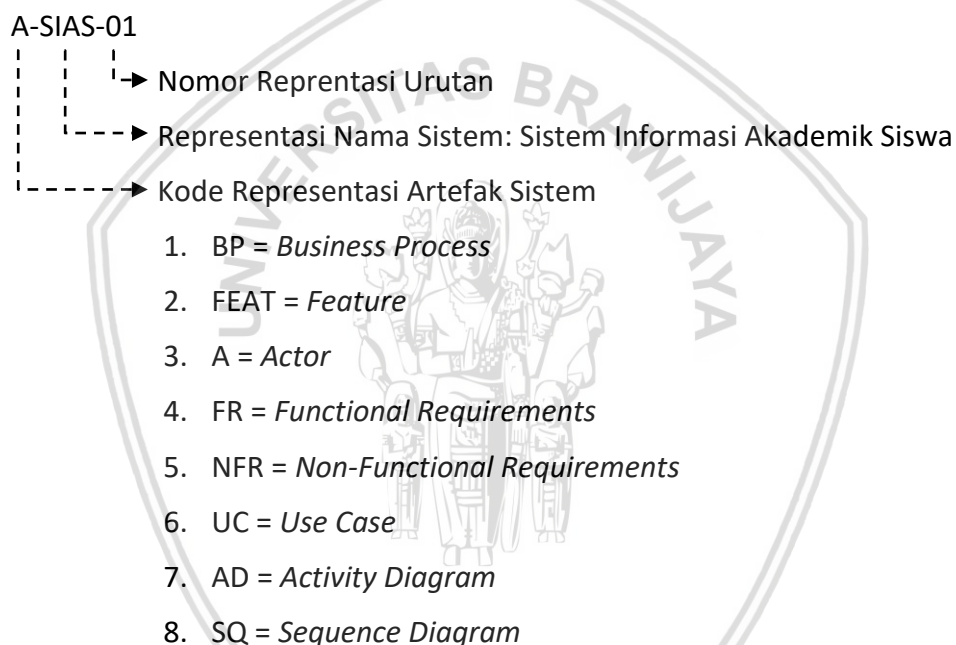 A-SIAS-01
Nomor Reprentasi Urutan
Representasi Nama Sistem: Sistem Informasi Akademik Siswa
Kode Representasi Artefak Sistem
1. BP = Business Process
2. FEAT = Feature
3. A = Actor
4. FR = Functional Requirements
5. NFR = Non-Functional Requirements
6. UC = Use Case
7. AD = Activity Diagram
8. SQ = Sequence Diagram
UNIVERSITAS BRAWIJAYA